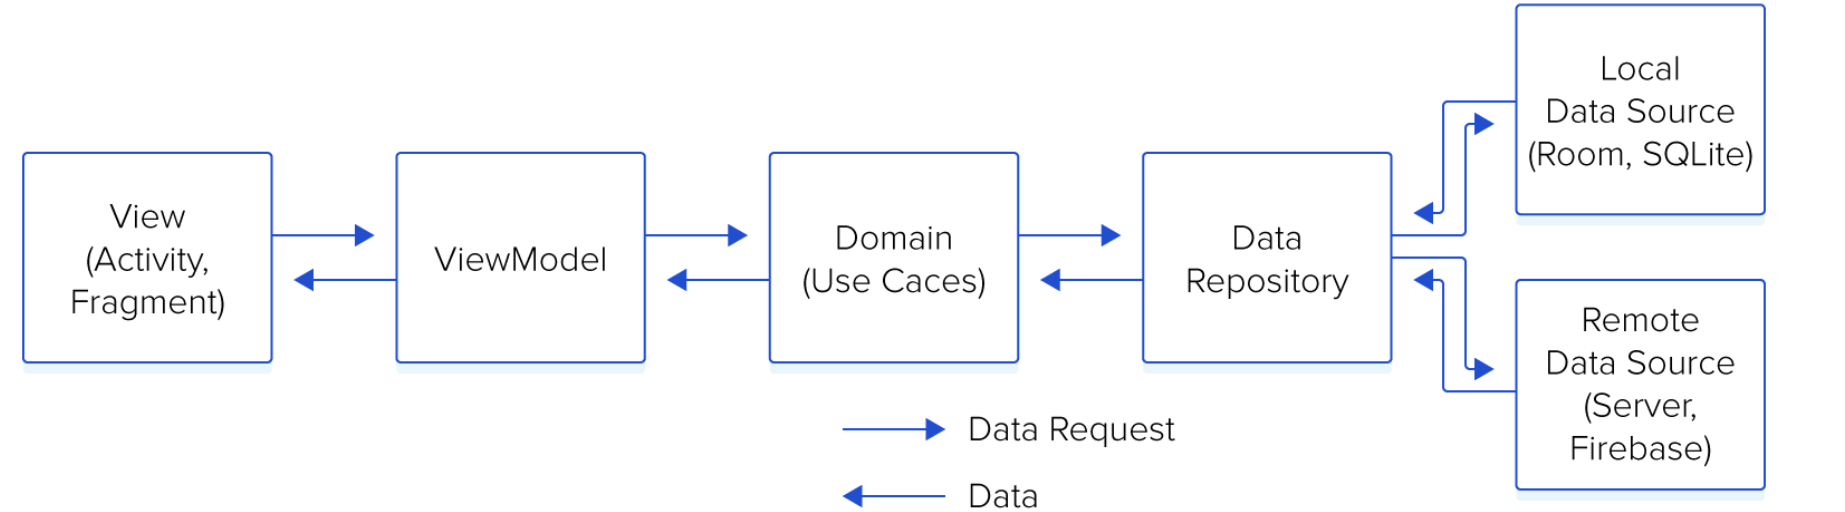 View
(Activity,
Fragment)
ViewModel
Domain
(Use Caces)
Data
Repository
Local
Data Source
(Room, SQLite)
Remote
Data Source
(Server,
Firebase)
Data Request
Data